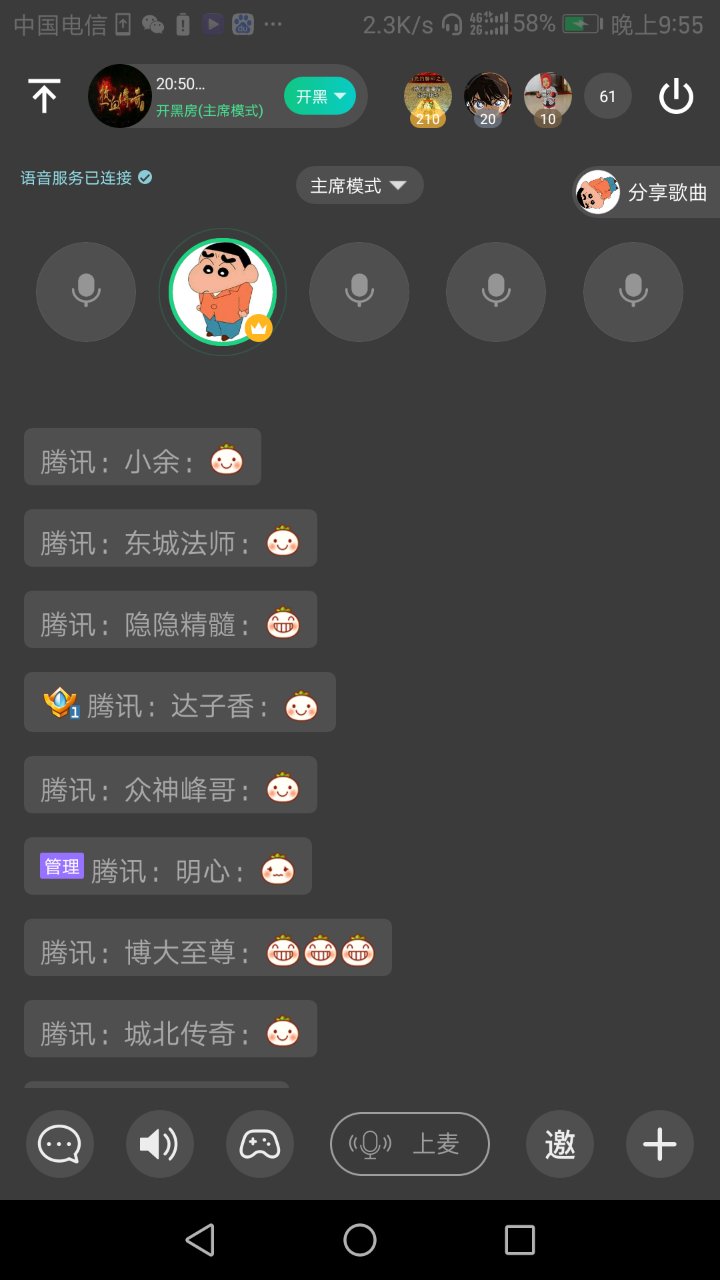 中国电信 ··· 2.3K/s 4G 2G 58% 晚上9:55
20:50...
开黑房(主席模式)
开黑
210
20
10
61
语音服务已连接
主席模式
分享歌曲
腾讯：小余：
腾讯：东城法师：
腾讯：隐隐精髓：
1 腾讯：达子香：
腾讯：众神峰哥：
管理 腾讯：明心：
腾讯：博大至尊：
腾讯：城北传奇：
上麦
邀